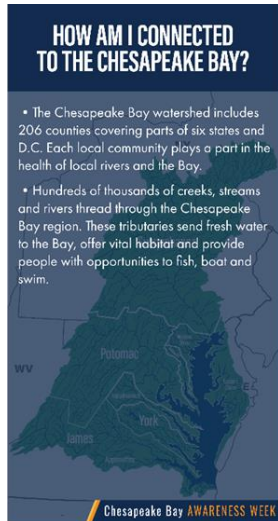 HOW AM I CONNECTED
TO THE CHESAPEAKE BAY?
• The Chesapeake Bay watershed includes
206 counties covering parts of six states and
D.C. Each local community plays a part in the
health of local rivers and the Bay.
• Hundreds of thousands of creeks, streams
and rivers thread through the Chesapeake
Bay region. These tributaries send fresh water
to the Bay, offer vital habitat and provide
people with opportunities to fish, boat and
swim.
Potomac
WV
York
James
Chesapeake Bay AWARENESS WEEK